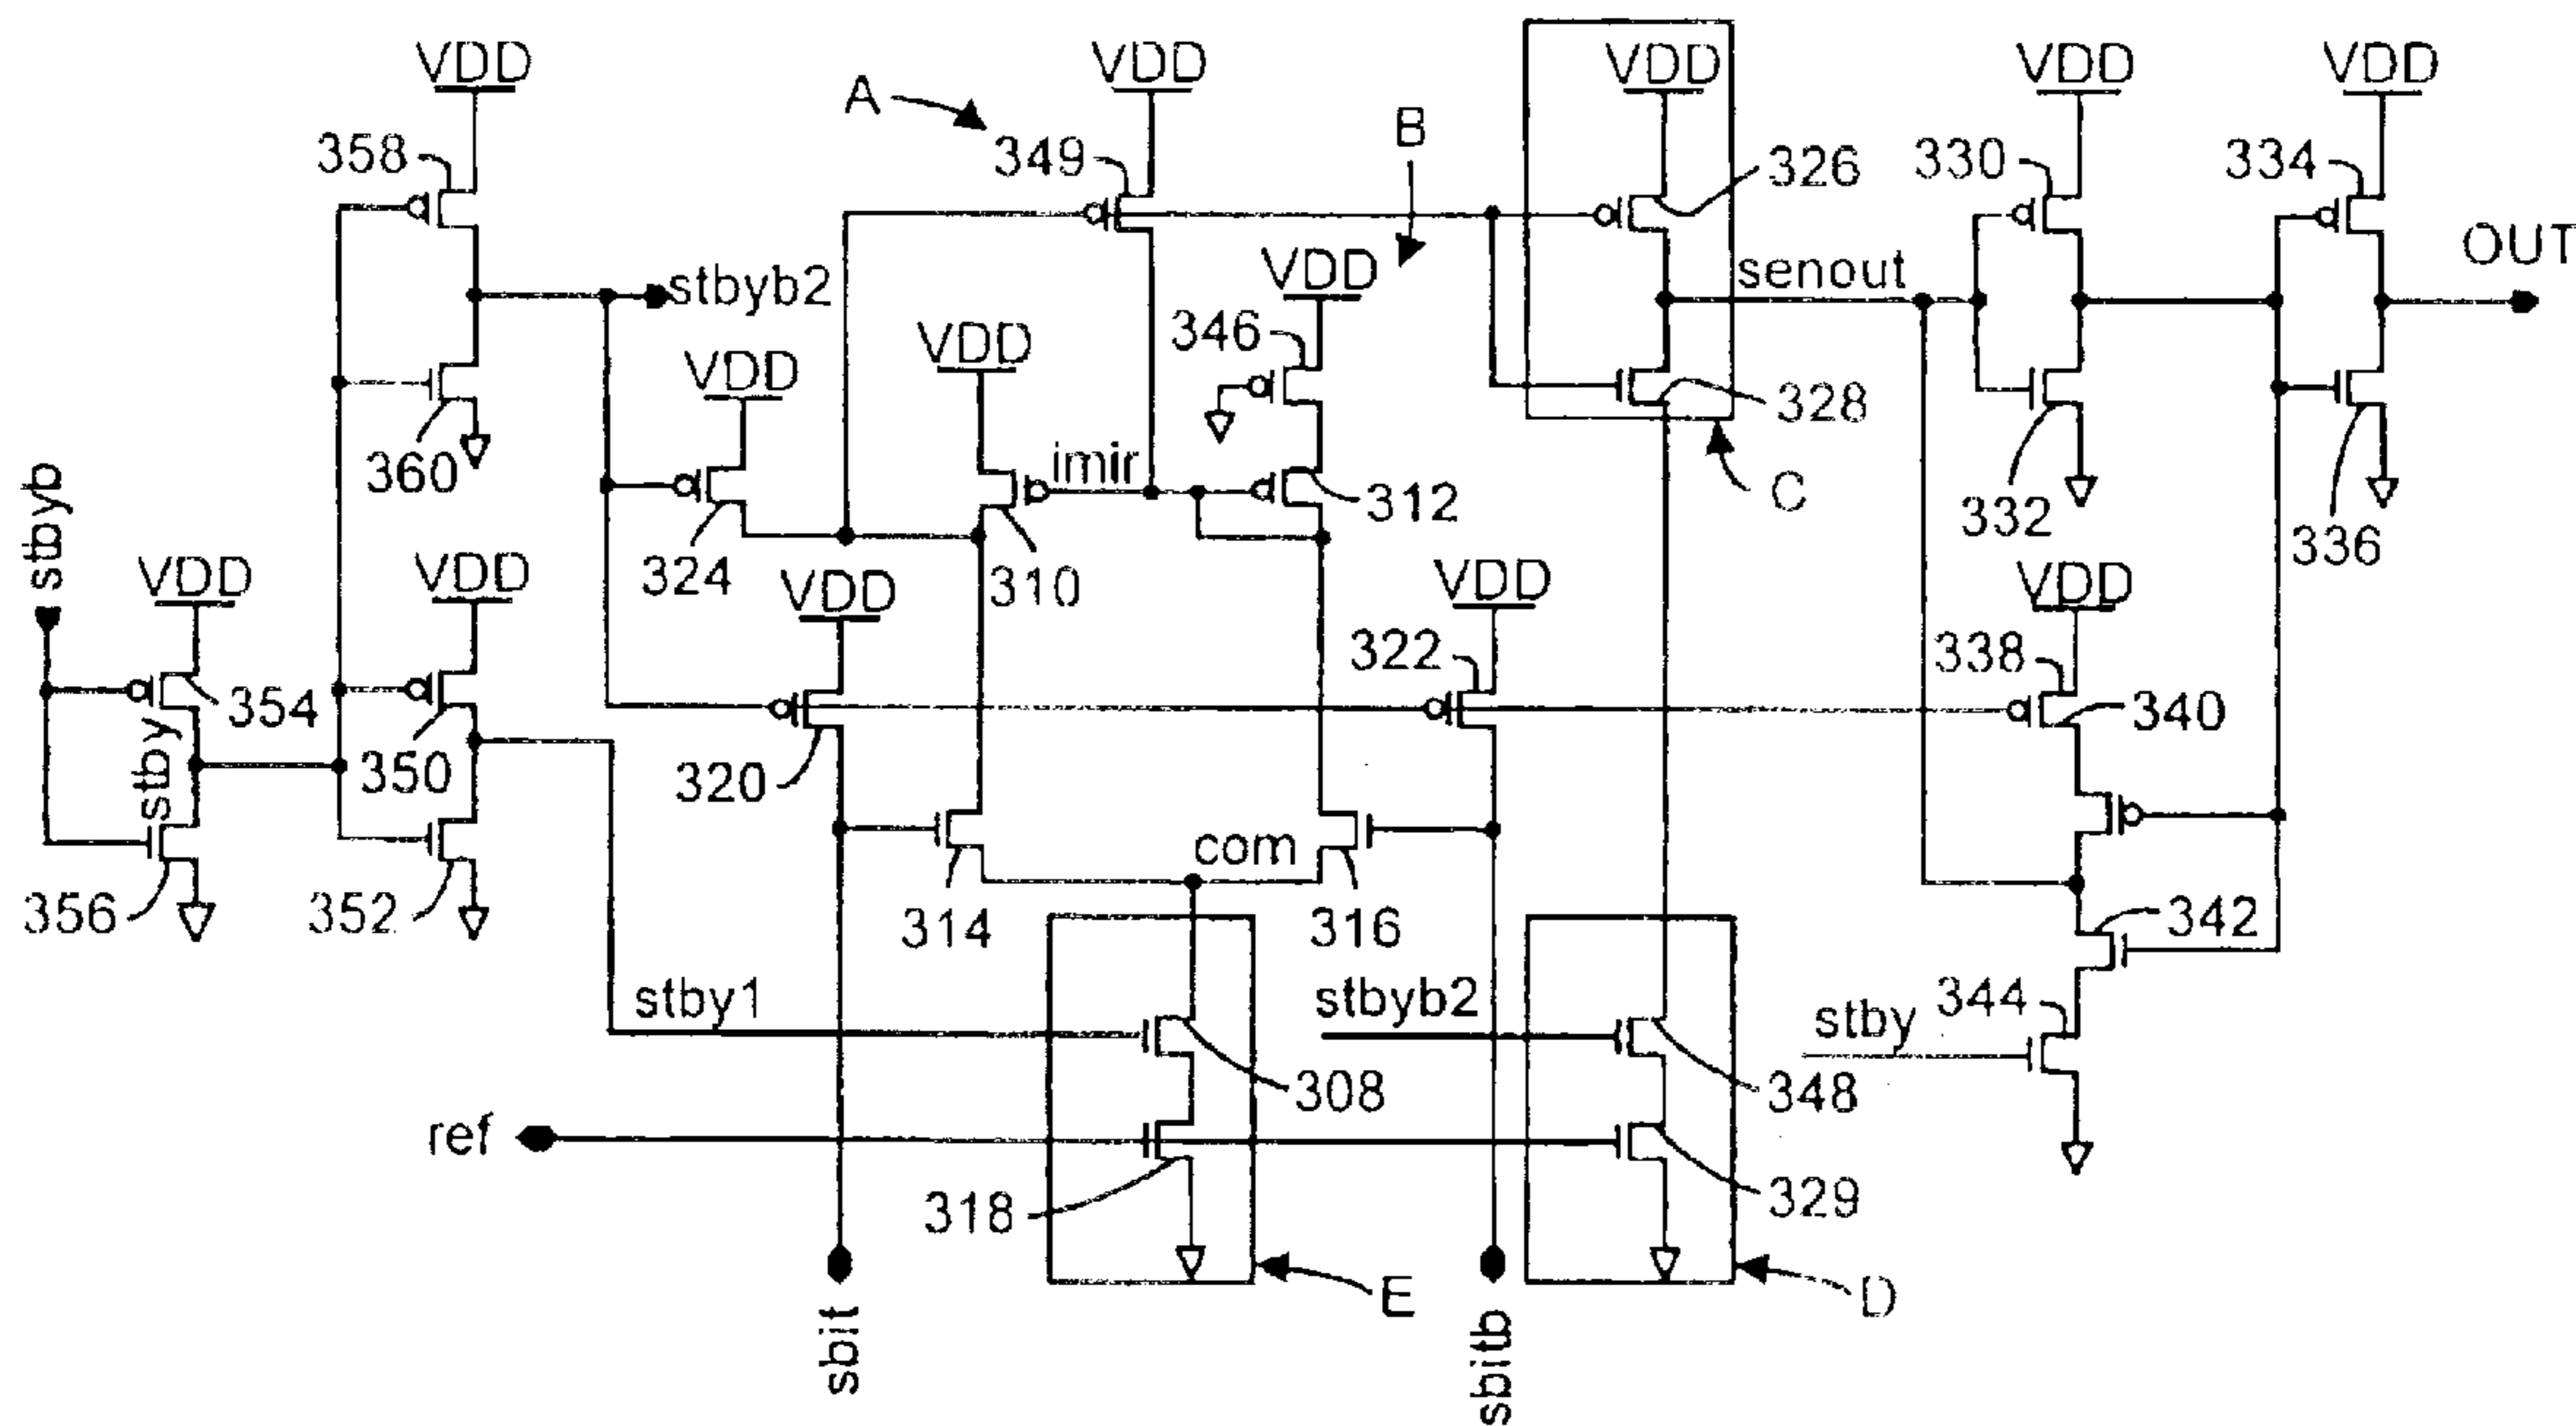 VDD
VDD
VDD
VDD
VDD
A
349
B
358
326
330
334
OUT
senout
stbyb2
VDD
346
VDD
VDD
328
360
imir
312
C
332
336
stbyb
VDD
VDD
324
310
VDD
VDD
VDD
322
338
354
340
stby
350
320
com
356
352
314
316
342
stby1
stbyb2
344
stby
308
348
ref
318
329
E
D
sbit
sbitb